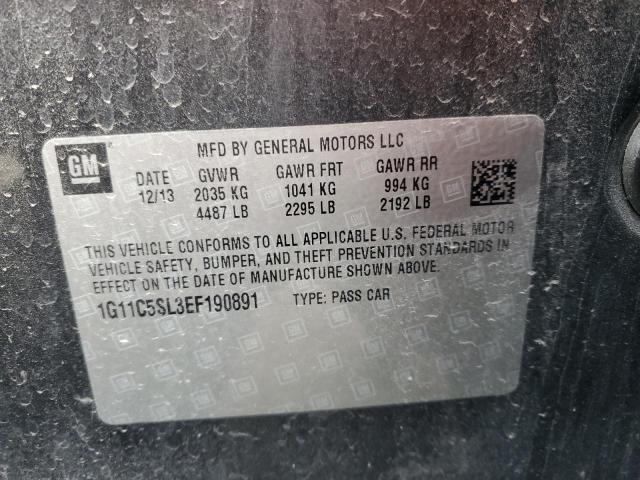 GM
MFD BY GENERAL MOTORS LLC
DATE GVWR GAWR FRT GAWR RR
12/13 2035 KG 1041 KG 994 KG
4487 LB 2295 LB 2192 LB
THIS VEHICLE CONFORMS TO ALL APPLICABLE U.S. FEDERAL MOTOR
VEHICLE SAFETY, BUMPER, AND THEFT PREVENTION STANDARDS IN
EFFECT ON THE DATE OF MANUFACTURE SHOWN ABOVE.
1G11C5SL3EF190891 TYPE: PASS CAR